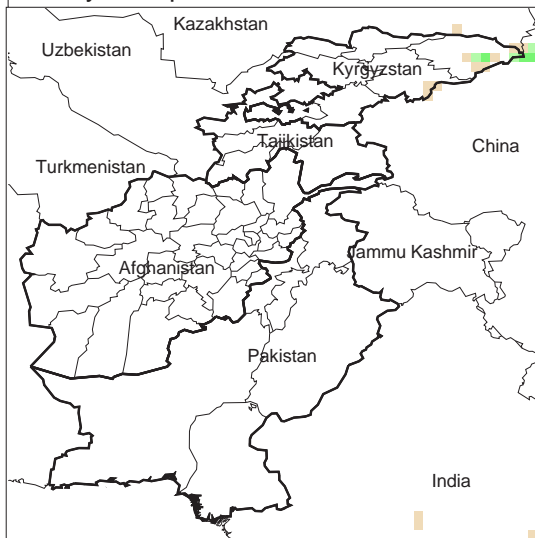 Kazakhstan
Uzbekistan
Kyrgyzstan
Tajikistan
China
Turkmenistan
Jammu Kashmir
Afghanistan
Pakistan
India